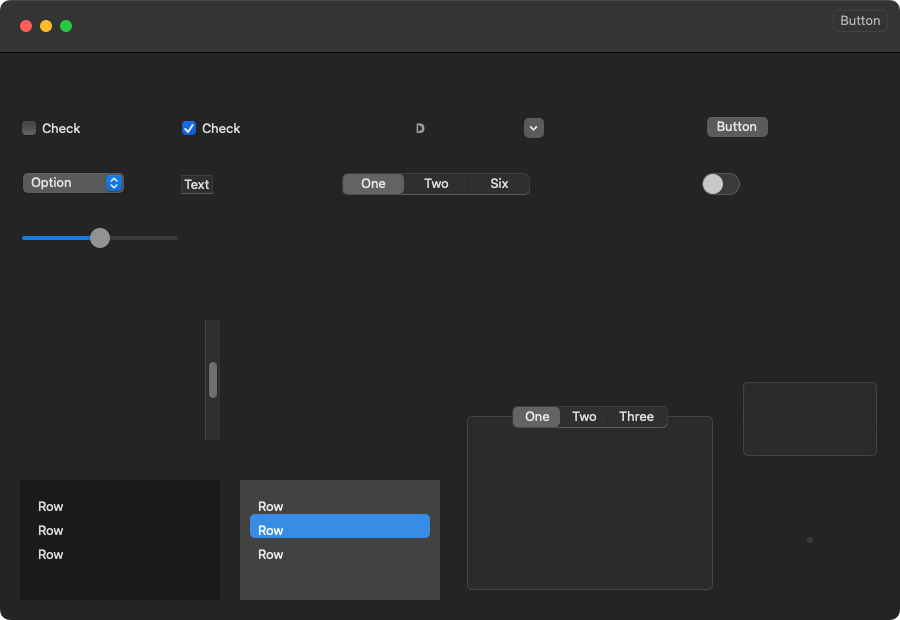 Button
Check
Check
D
Button
Option
Text
One
Two
Six
One
Two
Three
Row
Row
Row
Row
Row
Row